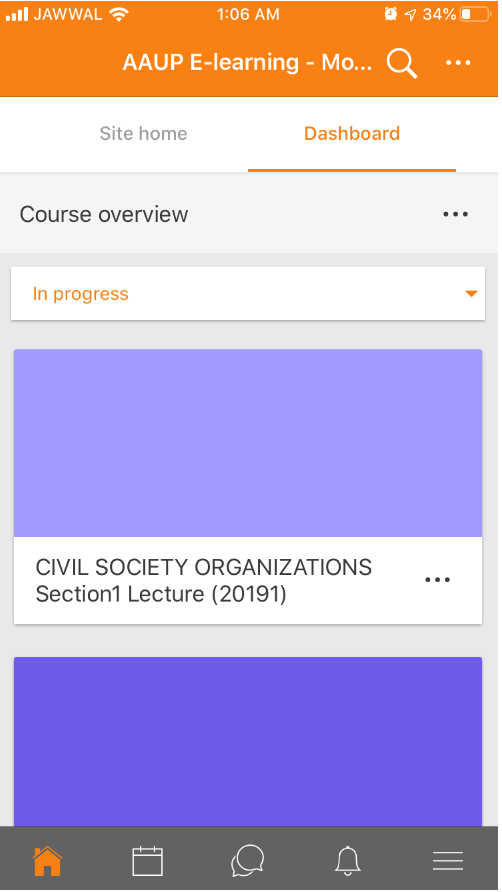 JAWWAL 1:06 AM 34%
AAUP E-learning - Mo...
Site home Dashboard
Course overview
In progress
CIVIL SOCIETY ORGANIZATIONS
Section1 Lecture (20191)